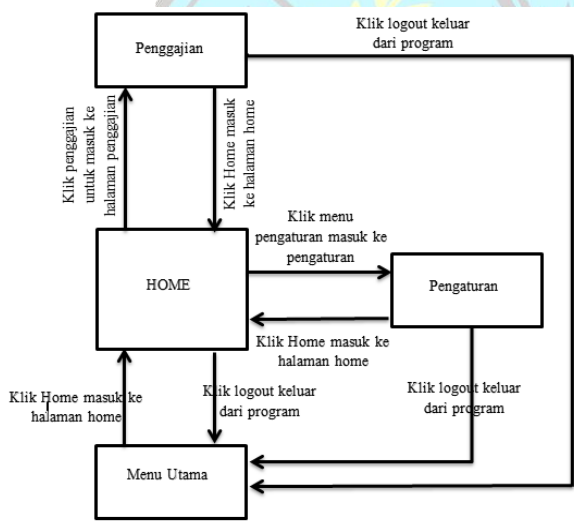 Klik logout keluar
dari program
Penggajian
Klik penggajian
untuk masuk ke
halaman penggajian
Klik Home masuk
ke halaman home
Klik menu
pengaturan masuk ke
pengaturan
HOME
Pengaturan
Klik Home masuk ke
halaman home
Klik Home masuk ke
halaman home
Klik logout keluar
dari program
Klik logout keluar
dari program
Menu Utama